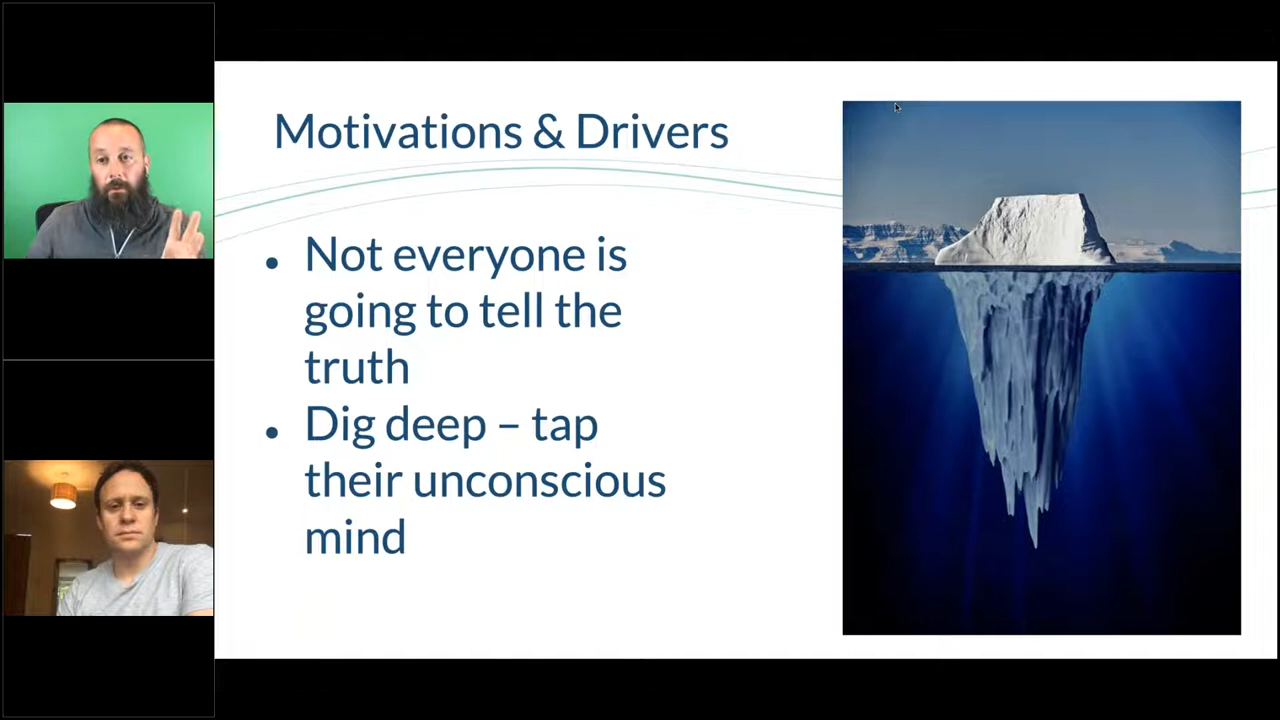 Motivations & Drivers
Not everyone is
going to tell the
truth
Dig deep – tap
their unconscious
mind